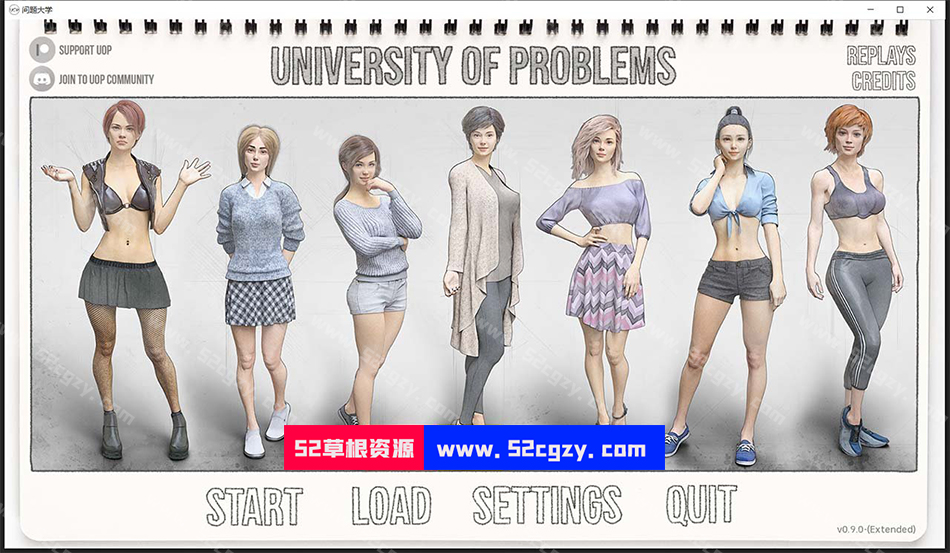 问题大学
SUPPORT UOP
UNIVERSITY OF PROBLEMS
REPLAYS
JOIN TO UOP COMMUNITY
CREDITS
52草根资源 www.52cgzy.com
START LOAD SETTINGS QUIT
v0.9.0-(Extended)